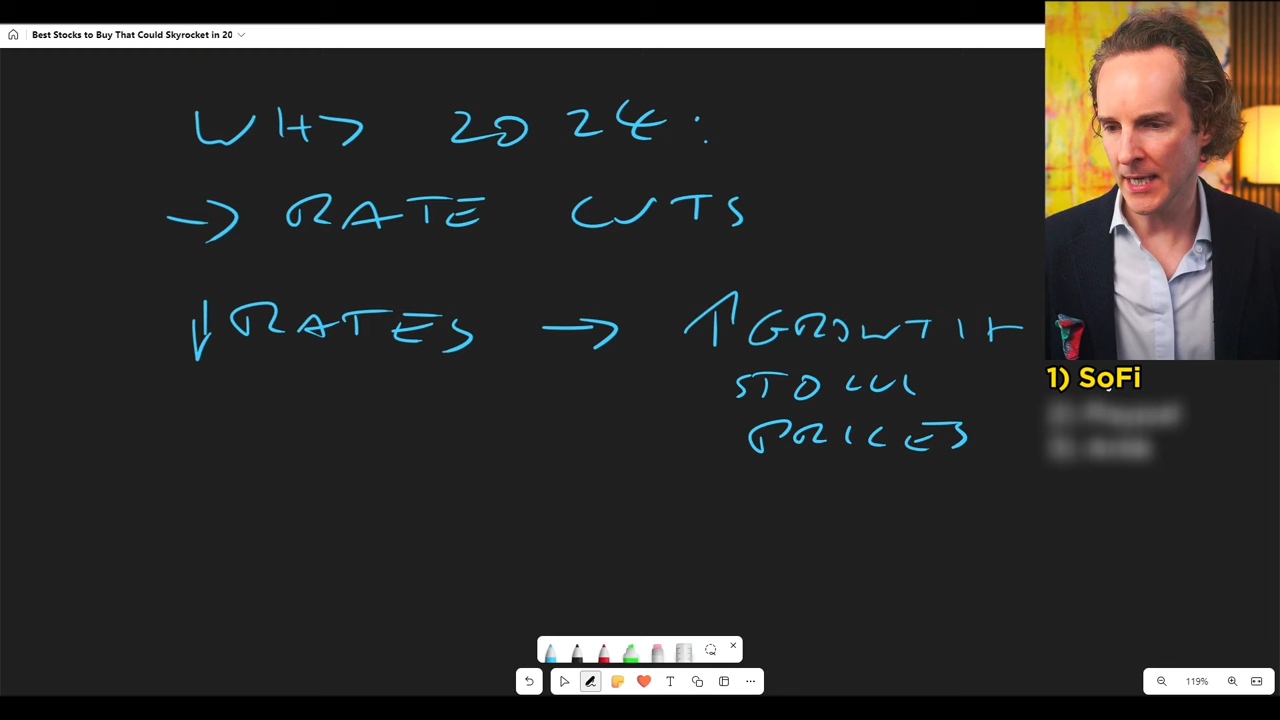 Best Stocks to Buy That Could Skyrocket in 20
WHY 2024:
→ RATE CUTS
↓ RATES → ↑ GROWTH
STOCK
PRICES
1) SoFi
119%